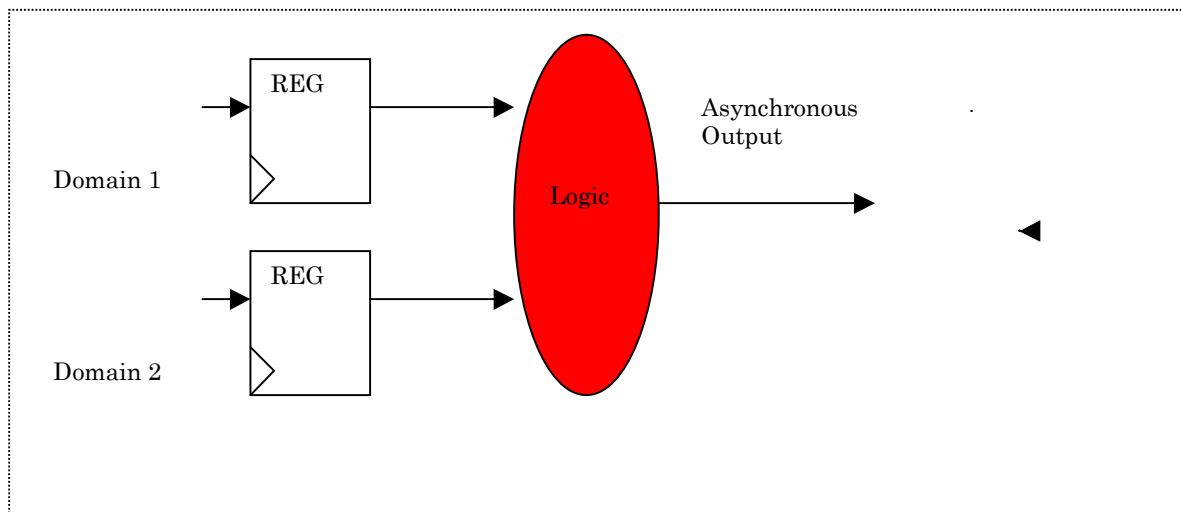 REG
Domain 1
Logic
Asynchronous
Output
REG
Domain 2